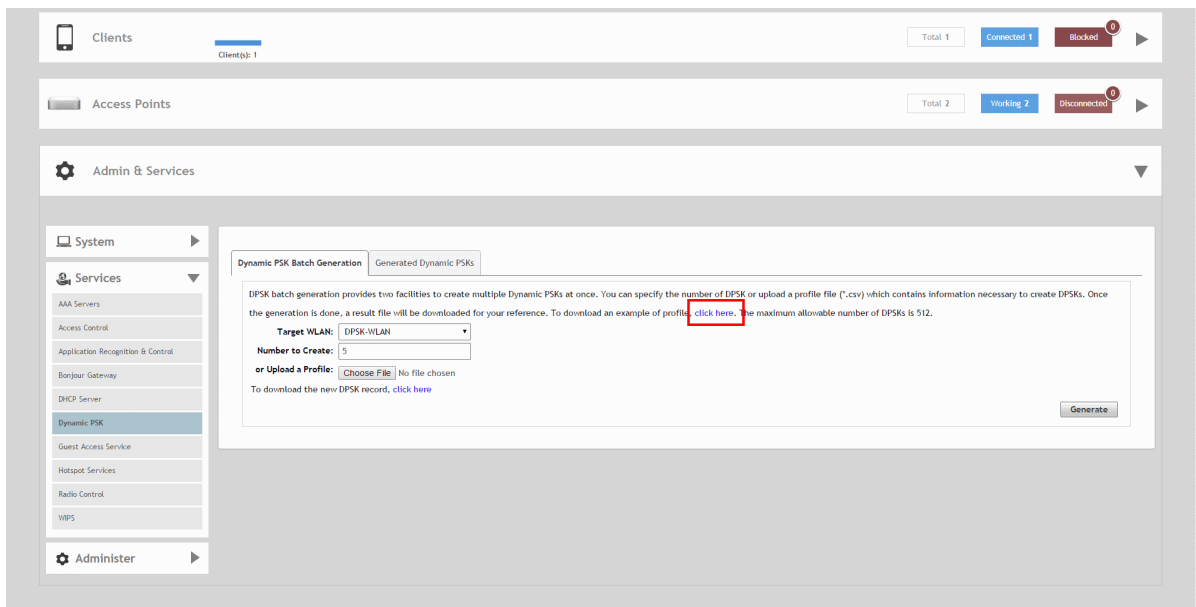 Clients
Client(s): 1
Total 1
Connected 1
Blocked
0
Access Points
Total 2
Working 2
Disconnected
0
Admin & Services
System
Services
AAA Servers
Access Control
Application Recognition & Control
Bonjour Gateway
DHCP Server
Dynamic PSK
Guest Access Service
Hotspot Services
Radio Control
WIPS
Administer
Dynamic PSK Batch Generation
Generated Dynamic PSKs
DPSK batch generation provides two facilities to create multiple Dynamic PSKs at once. You can specify the number of DPSK or upload a profile file (*.csv) which contains information necessary to create DPSKs. Once
the generation is done, a result file will be downloaded for your reference. To download an example of profile, click here. The maximum allowable number of DPSKs is 512.
Target WLAN: DPSK-WLAN
Number to Create: 5
or Upload a Profile: Choose File No file chosen
To download the new DPSK record, click here
Generate